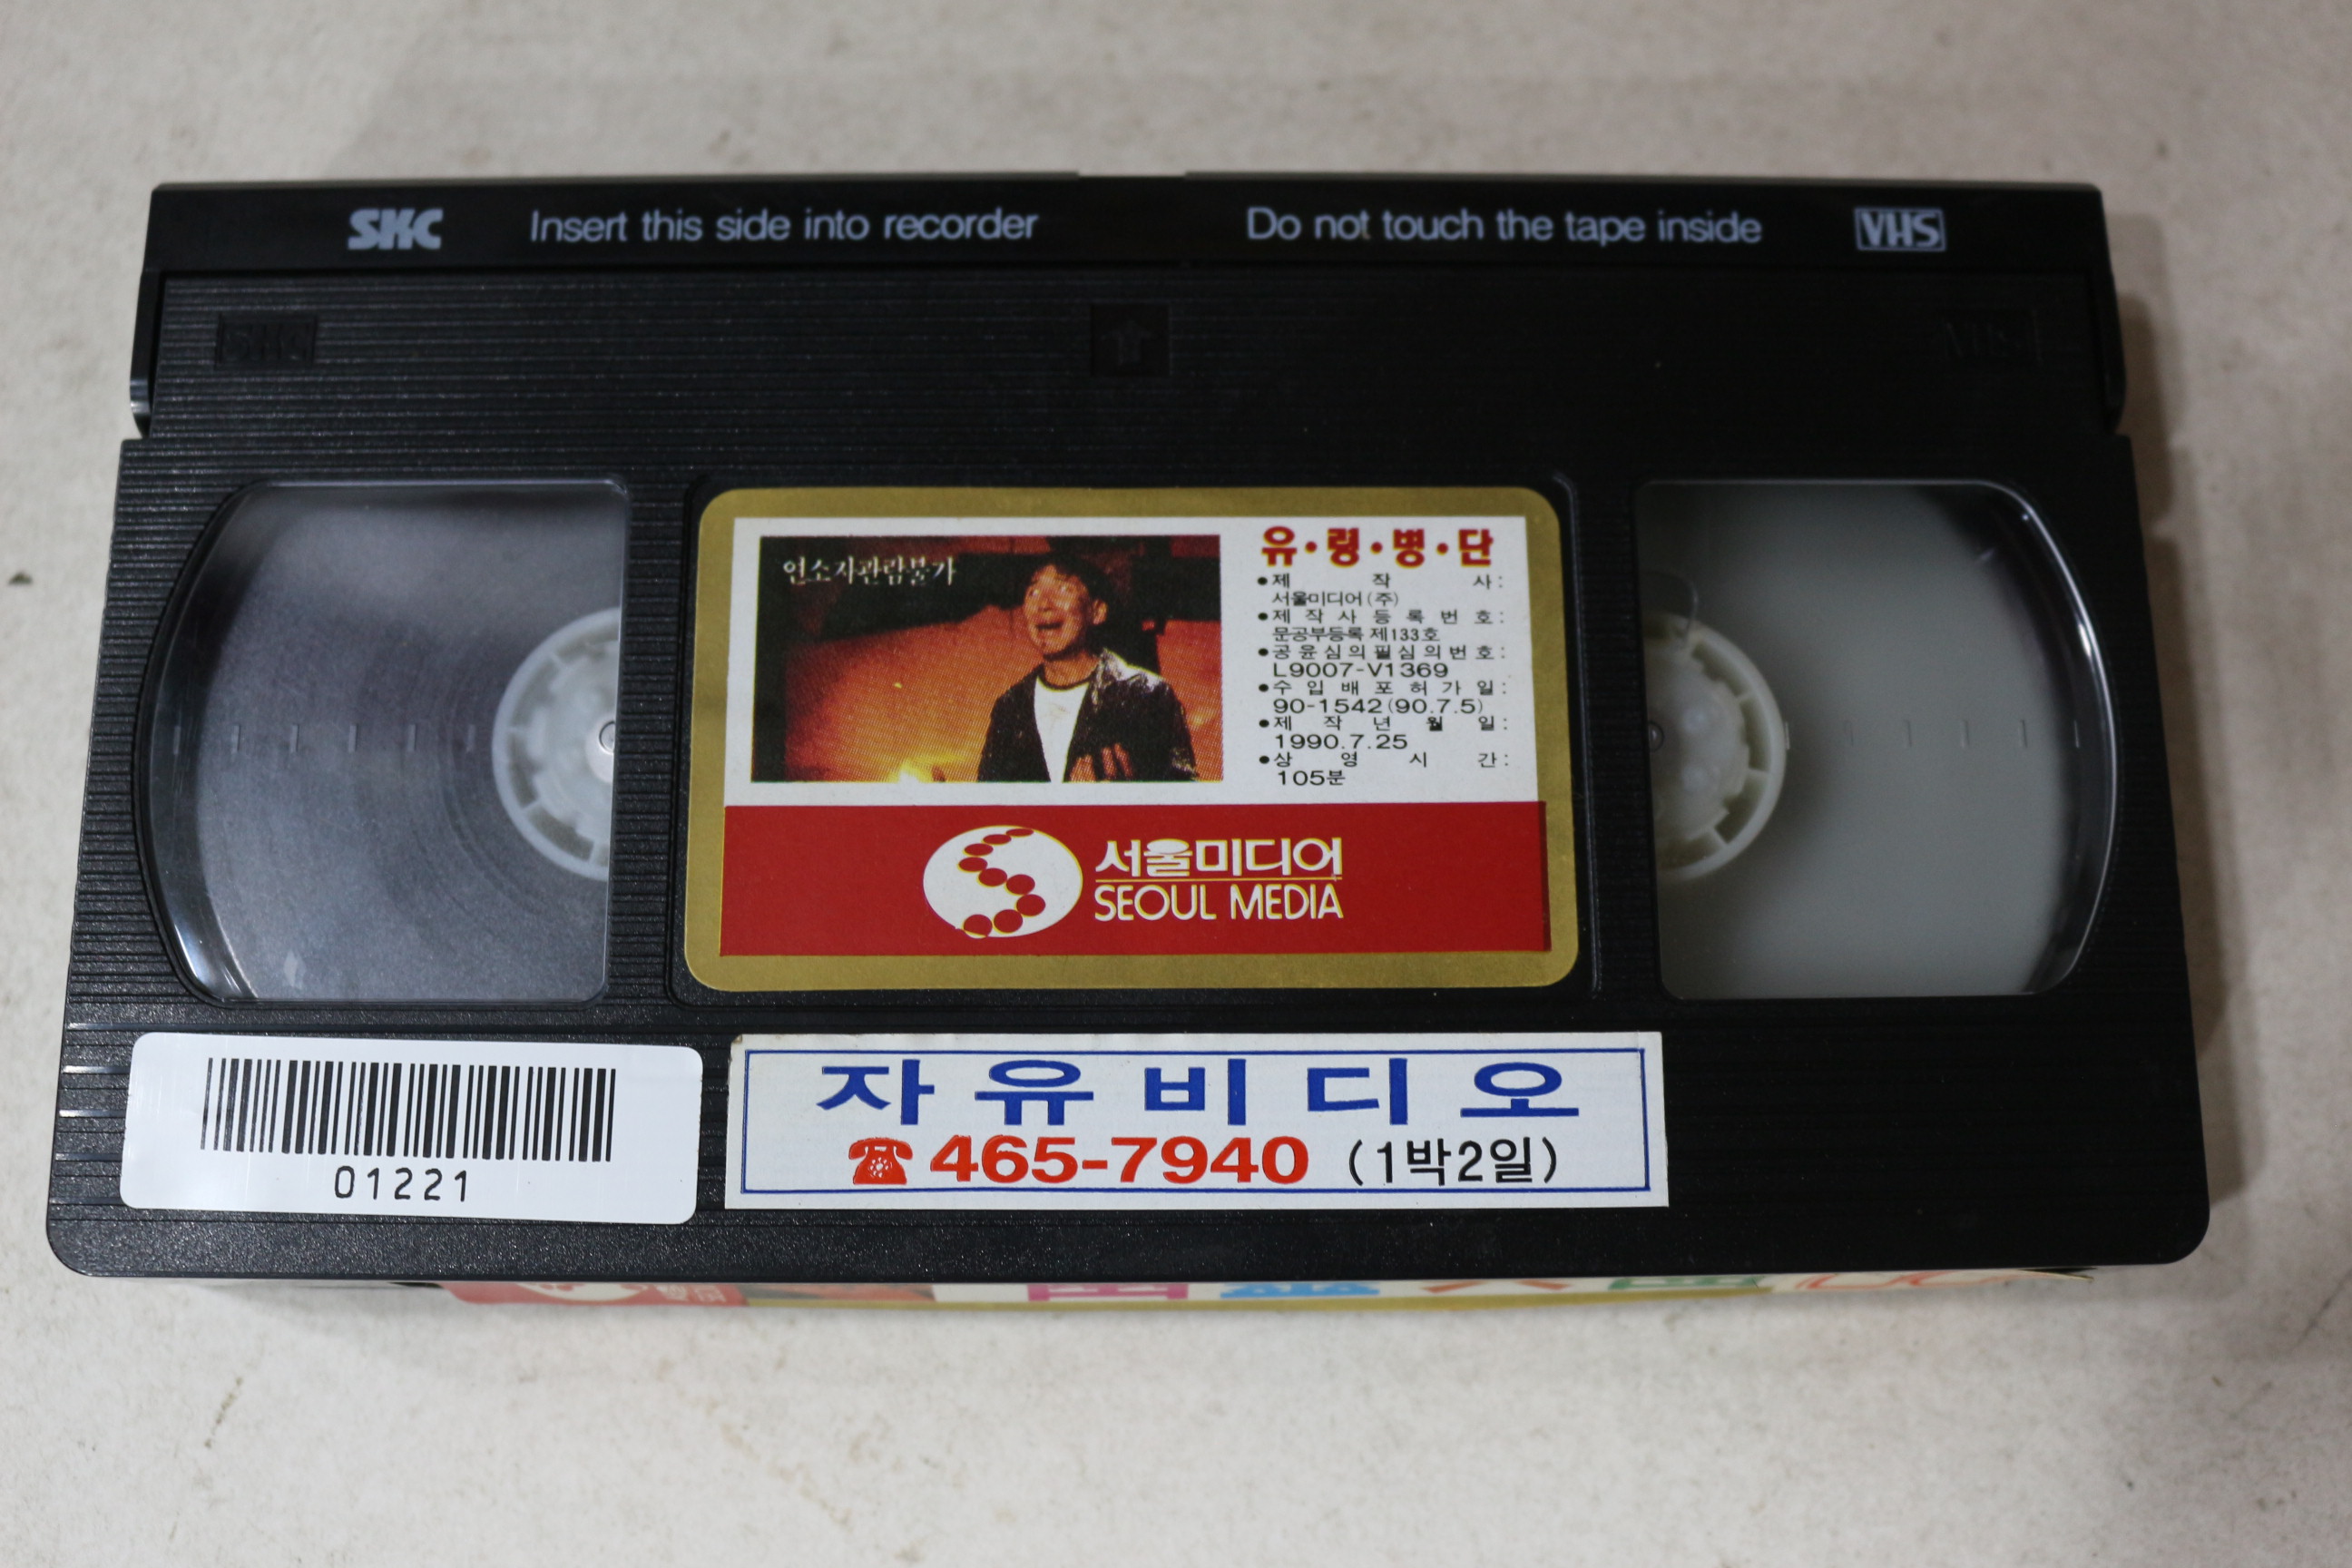 SKC Insert this side into recorder Do not touch the tape inside VHS
연소자관람불가
유·령·병·단
●제 작 사:
서울미디어(주)
●제작사등록번호:
문공부등록 제133호
●공윤심의필심의번호:
L9007-V1369
●수입배포허가일:
90-1542(90.7.5)
●제작년월일:
1990.7.25
●상영시간:
105분
서울미디어
SEOUL MEDIA
01221
자유비디오
☎465-7940 (1박2일)